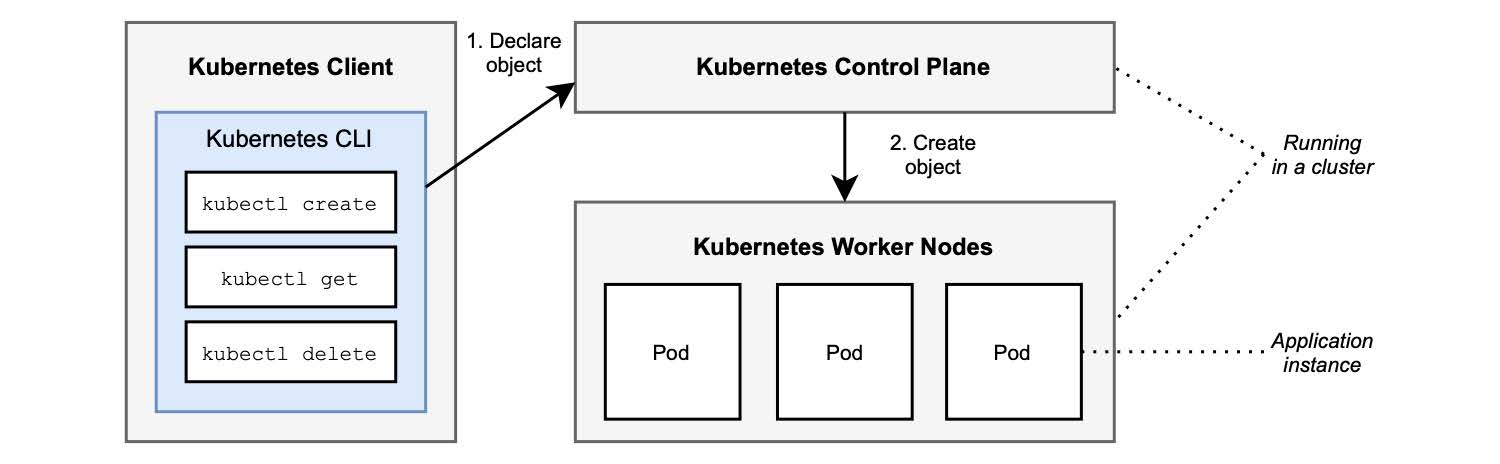 Kubernetes Client
Kubernetes CLI
kubectl create
kubectl get
kubectl delete
1. Declare
object
Kubernetes Control Plane
2. Create
object
Kubernetes Worker Nodes
Pod
Pod
Pod
Running
in a cluster
Application
instance